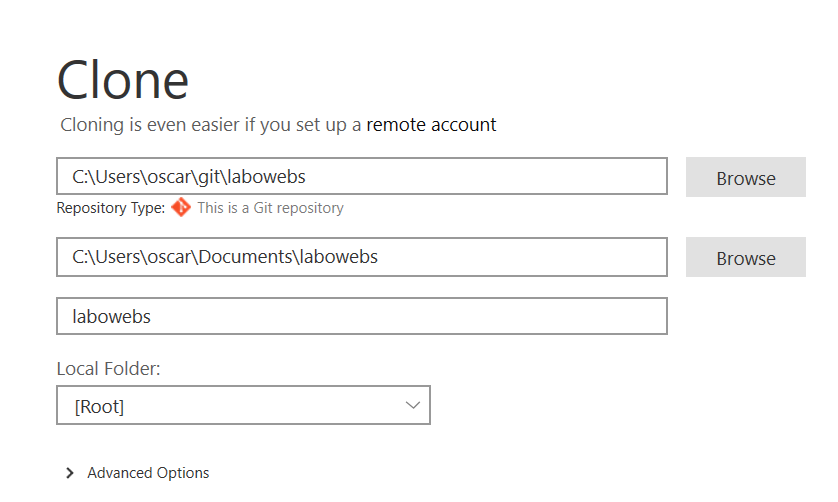 Clone
Cloning is even easier if you set up a remote account
C:\Users\oscar\git\labowebs
Browse
Repository Type: This is a Git repository
C:\Users\oscar\Documents\labowebs
Browse
labowebs
Local Folder:
[Root]
Advanced Options